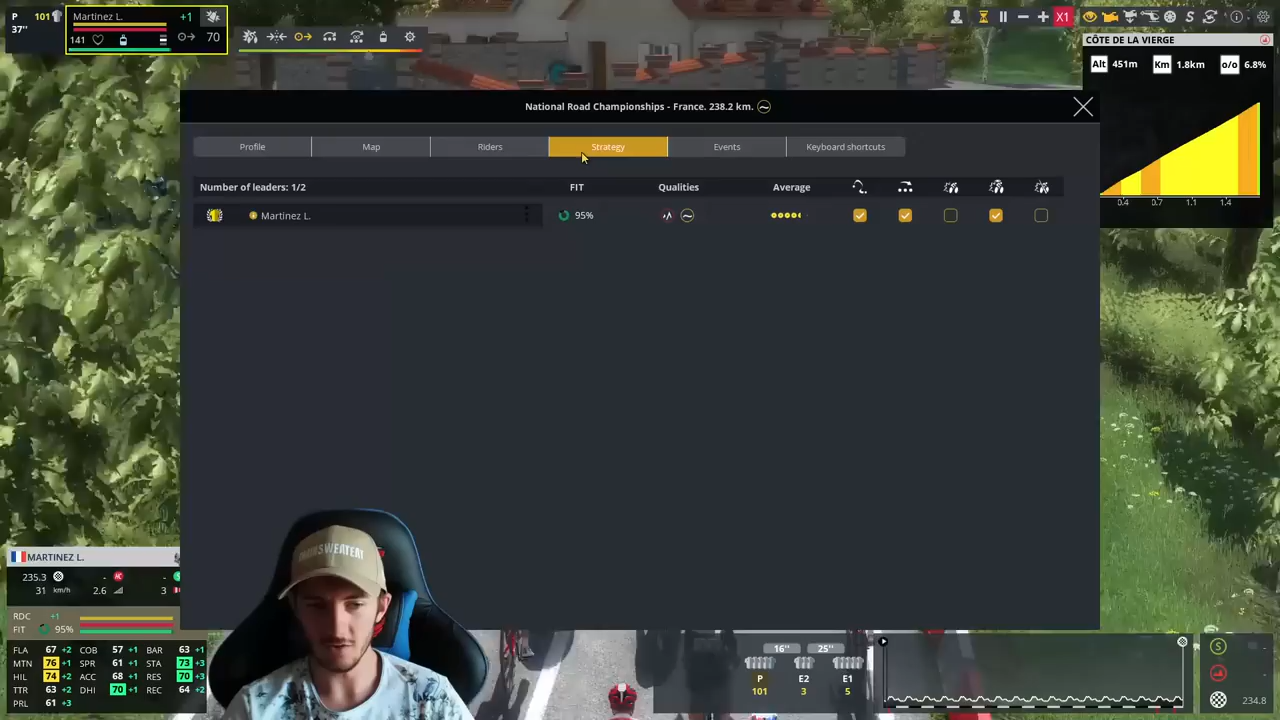 P 101
37''
Martinez L. +1
141 70
X1
CÔTE DE LA VIERGE
Alt 451m Km 1.8km o/o 6.8%
0.4 0.7 1.1 1.4
National Road Championships - France. 238.2 km.
Profile Map Riders Strategy Events Keyboard shortcuts
Number of leaders: 1/2 FIT Qualities Average
Martinez L. 95%
MARTINEZ L.
235.3 - -
31 km/h 2.6 3
RDC +1
FIT 95%
FLA 67 +2 COB 57 +1 BAR 63 +1
MTN 76 +1 SPR 61 +1 STA 73 +3
HIL 74 +2 ACC 68 +1 RES 70 +3
TTR 63 +2 DHI 70 +1 REC 64 +2
PRL 61 +3
16'' 25''
P E2 E1
101 3 5
S -
-
234.8